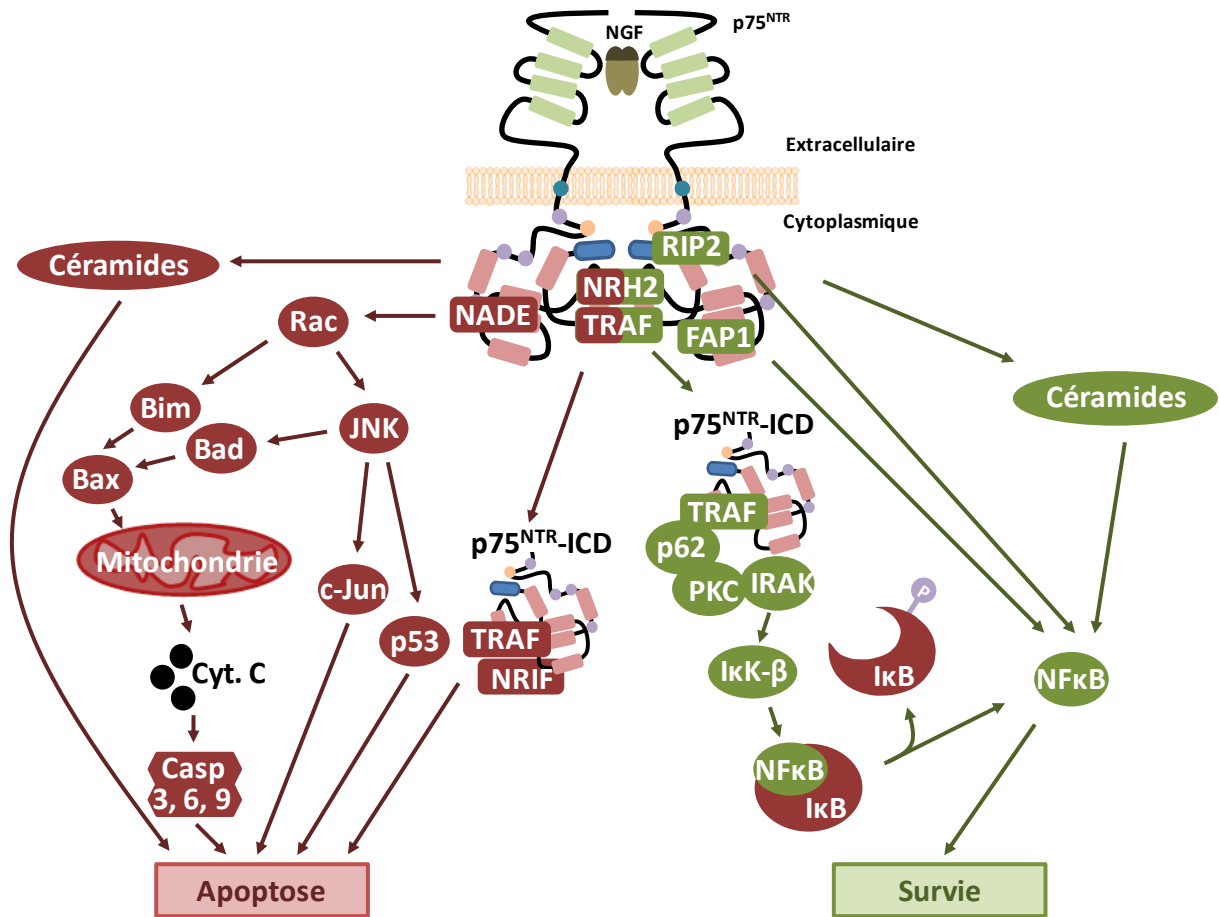 p75NTR
NGF
Extracellulaire
Cytoplasmique
Céramides
RIP2
NRH2
NADE
TRAF
FAP1
Rac
Céramides
Bim
JNK
Bad
p75NTR-ICD
Bax
TRAF
Mitochondrie
p75NTR-ICD
p62
c-Jun
PKC
IRAK
P
p53
TRAF
NRIF
Cyt. C
IκK-β
IκB
NFκB
Casp
3, 6, 9
NFκB
IκB
Apoptose
Survie